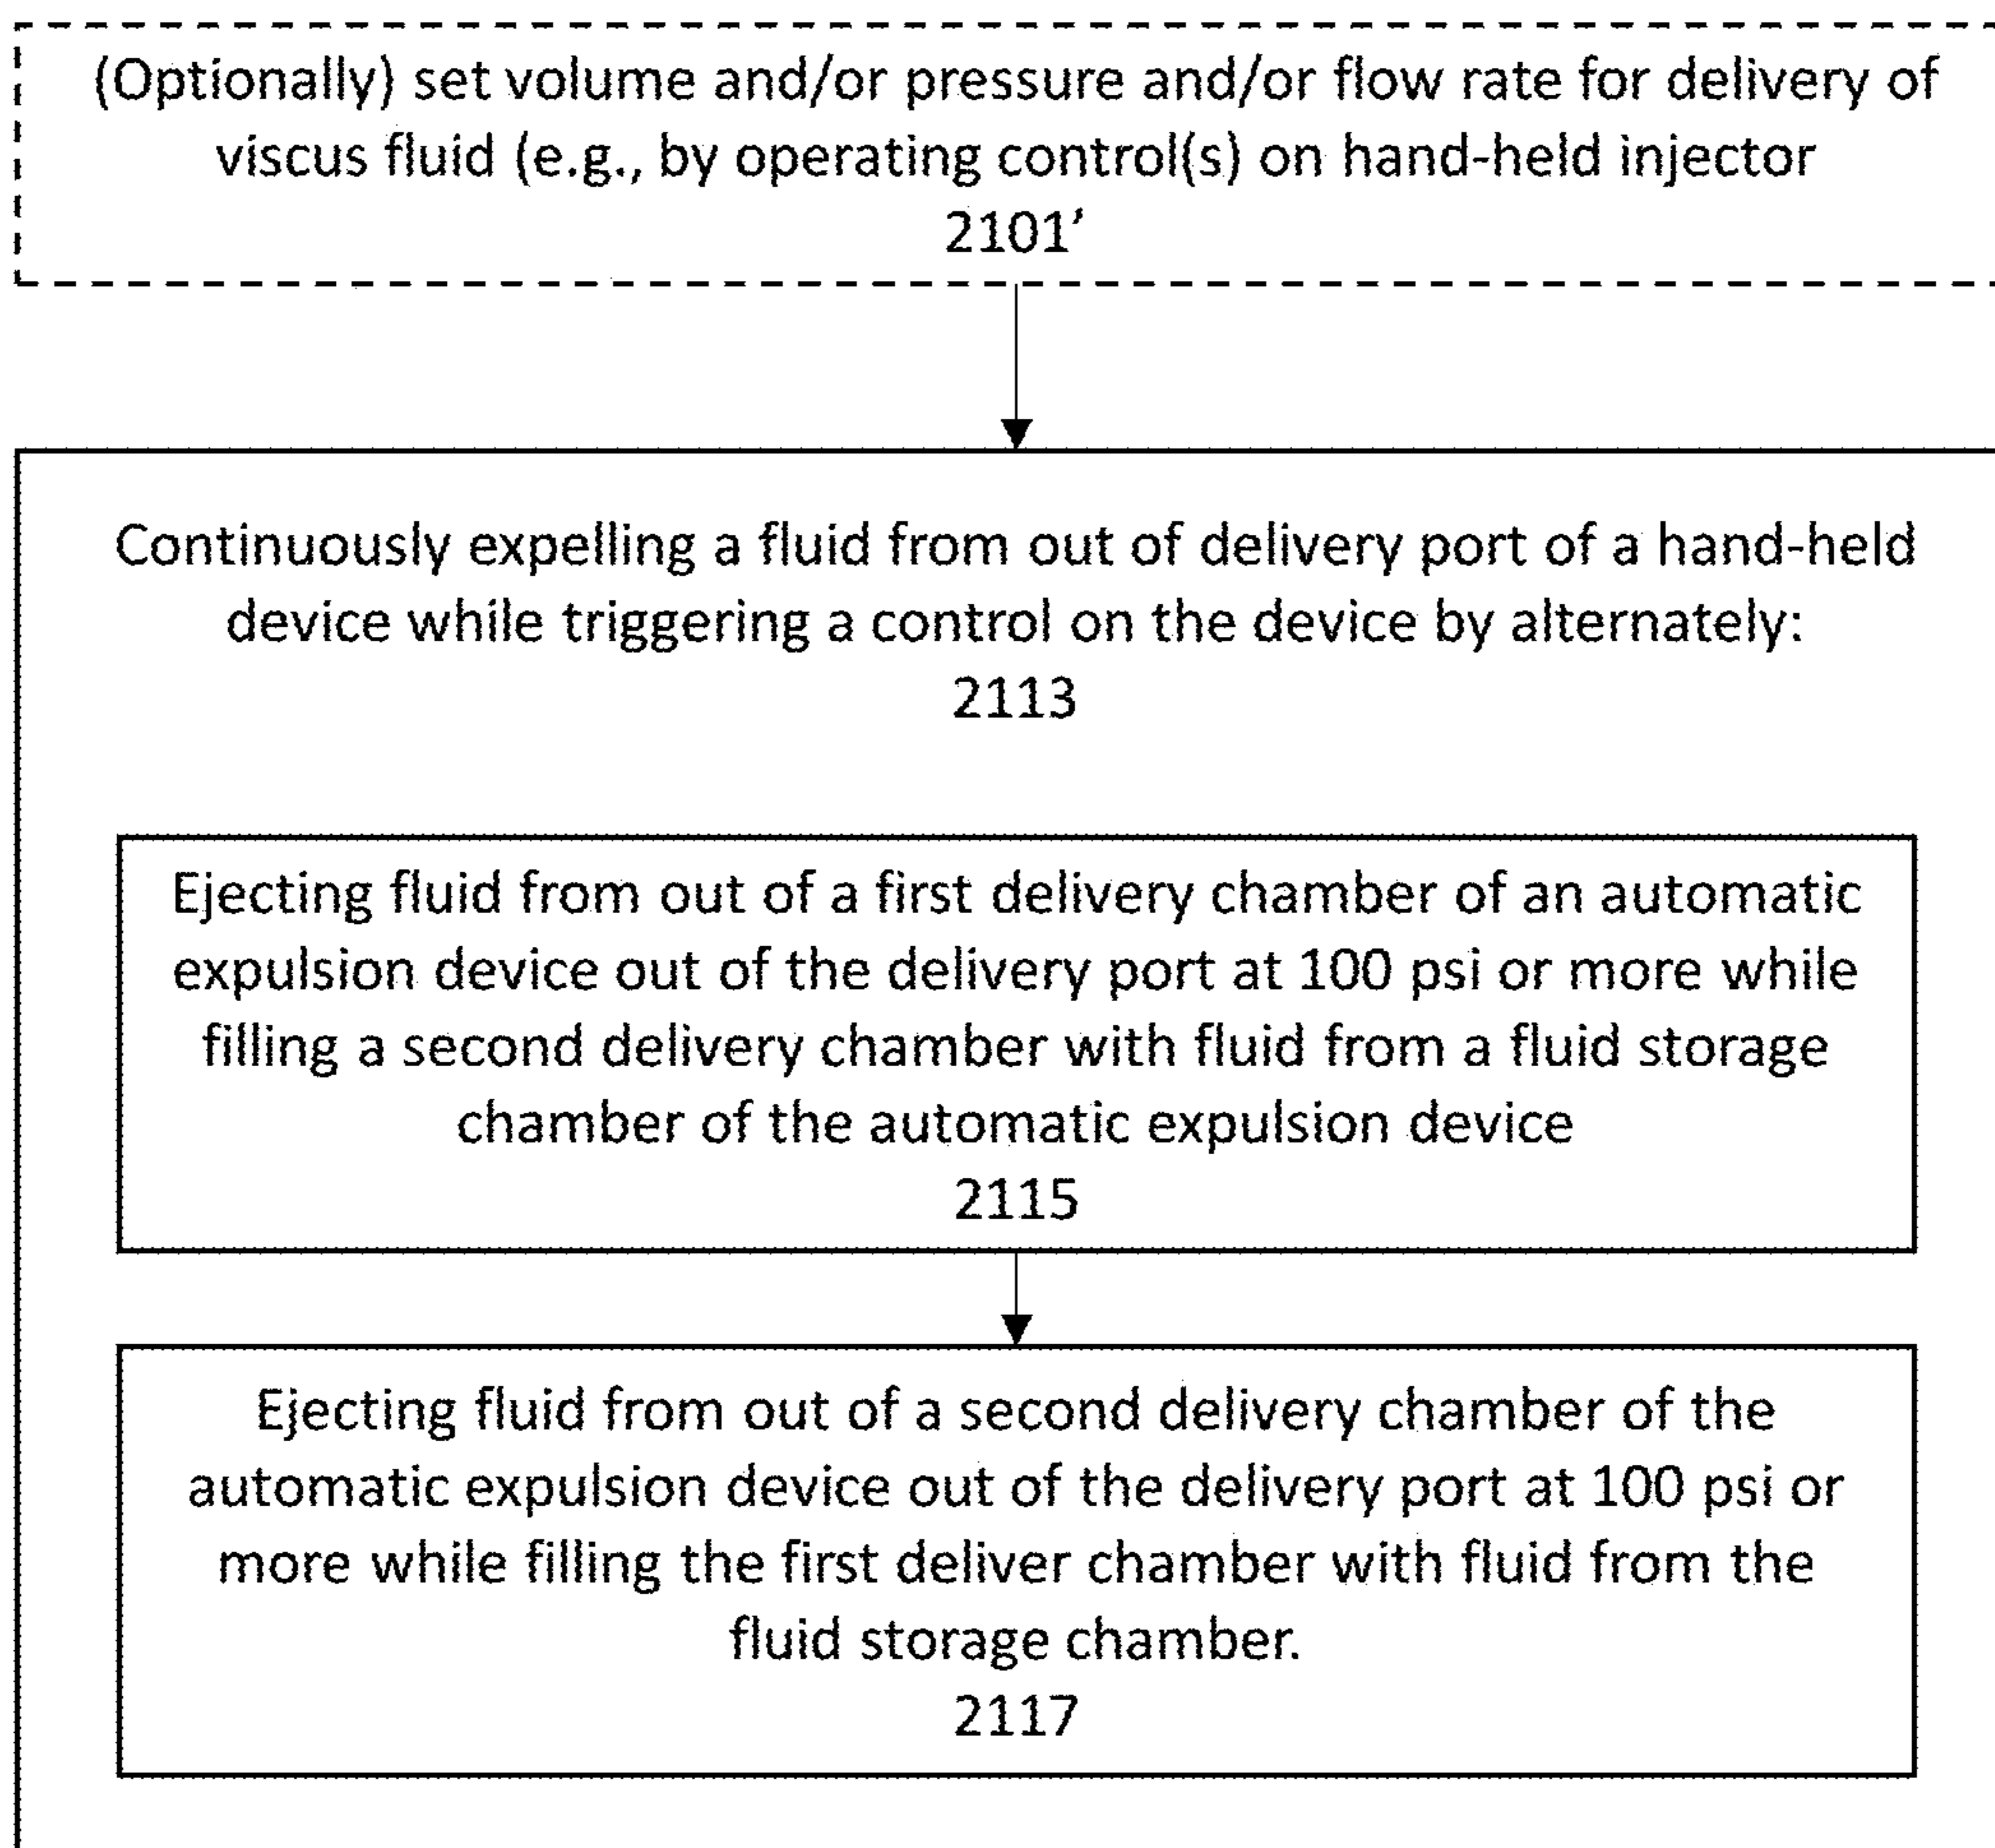 (Optionally) set volume and/or pressure and/or flow rate for delivery of
viscus fluid (e.g., by operating control(s) on hand-held injector
2101’
Continuously expelling a fluid from out of delivery port of a hand-held
device while triggering a control on the device by alternately:
2113
Ejecting fluid from out of a first delivery chamber of an automatic
expulsion device out of the delivery port at 100 psi or more while
filling a second delivery chamber with fluid from a fluid storage
chamber of the automatic expulsion device
2115
Ejecting fluid from out of a second delivery chamber of the
automatic expulsion device out of the delivery port at 100 psi or
more while filling the first deliver chamber with fluid from the
fluid storage chamber.
2117